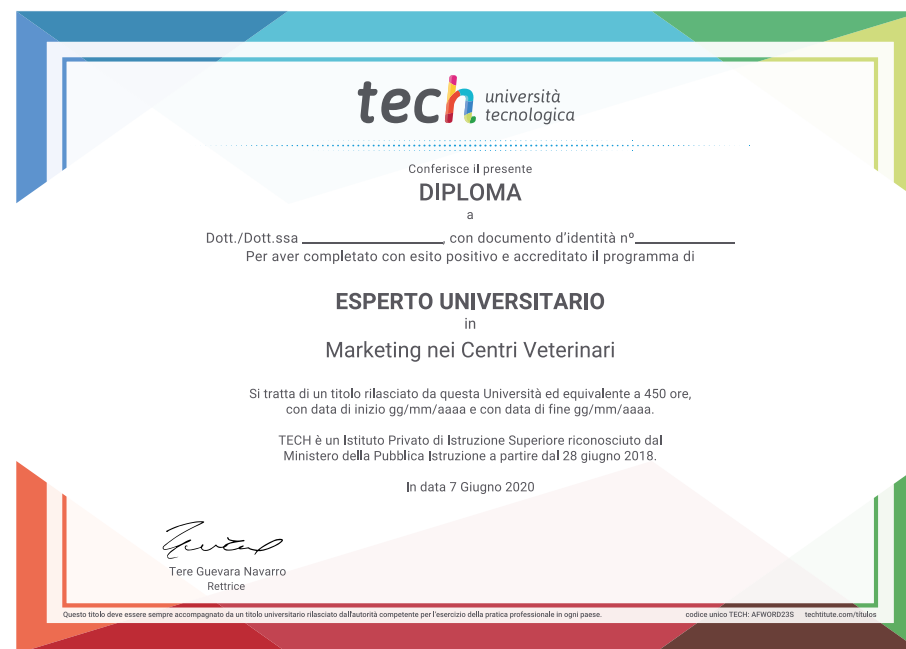 tech università
tecnologica
Conferisce il presente
DIPLOMA
a
Dott./Dott.ssa ____________________, con documento d'identità nº______________
Per aver completato con esito positivo e accreditato il programma di
ESPERTO UNIVERSITARIO
in
Marketing nei Centri Veterinari
Si tratta di un titolo rilasciato da questa Università ed equivalente a 450 ore,
con data di inizio gg/mm/aaaa e con data di fine gg/mm/aaaa.
TECH è un Istituto Privato di Istruzione Superiore riconosciuto dal
Ministero della Pubblica Istruzione a partire dal 28 giugno 2018.
In data 7 Giugno 2020
Tere Guevara Navarro
Rettrice
Questo titolo deve essere sempre accompagnato da un titolo universitario rilasciato dall'autorità competente per l'esercizio della pratica professionale in ogni paese. codice unico TECH: AFWORD23S techtitute.com/titulos